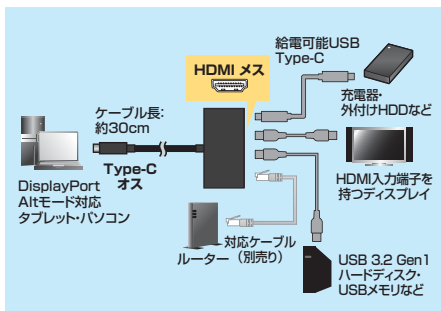 給電可能USB
Type-C
HDMI メス
充電器・
外付けHDDなど
ケーブル長:
約30cm
Type-C
オス
HDMI入力端子を
持つディスプレイ
DisplayPort
Altモード対応
タブレット・パソコン
対応ケーブル
(別売り)
ルーター
USB 3.2 Gen1
ハードディスク・
USBメモリなど